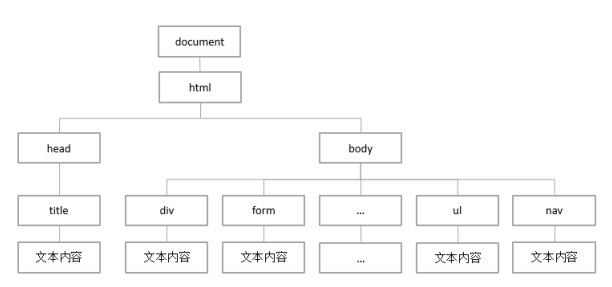 document
html
head
body
title
div
form
...
ul
nav
文本内容
文本内容
文本内容
...
文本内容
文本内容